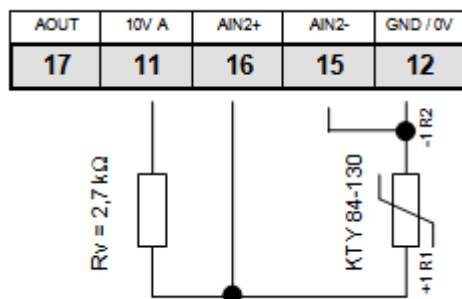 AOUT 10V A AIN2+ AIN2- GND / 0V
17 11 16 15 12
Rv = 2,7 kΩ
KTY 84-130
-1 R2
+1 R1